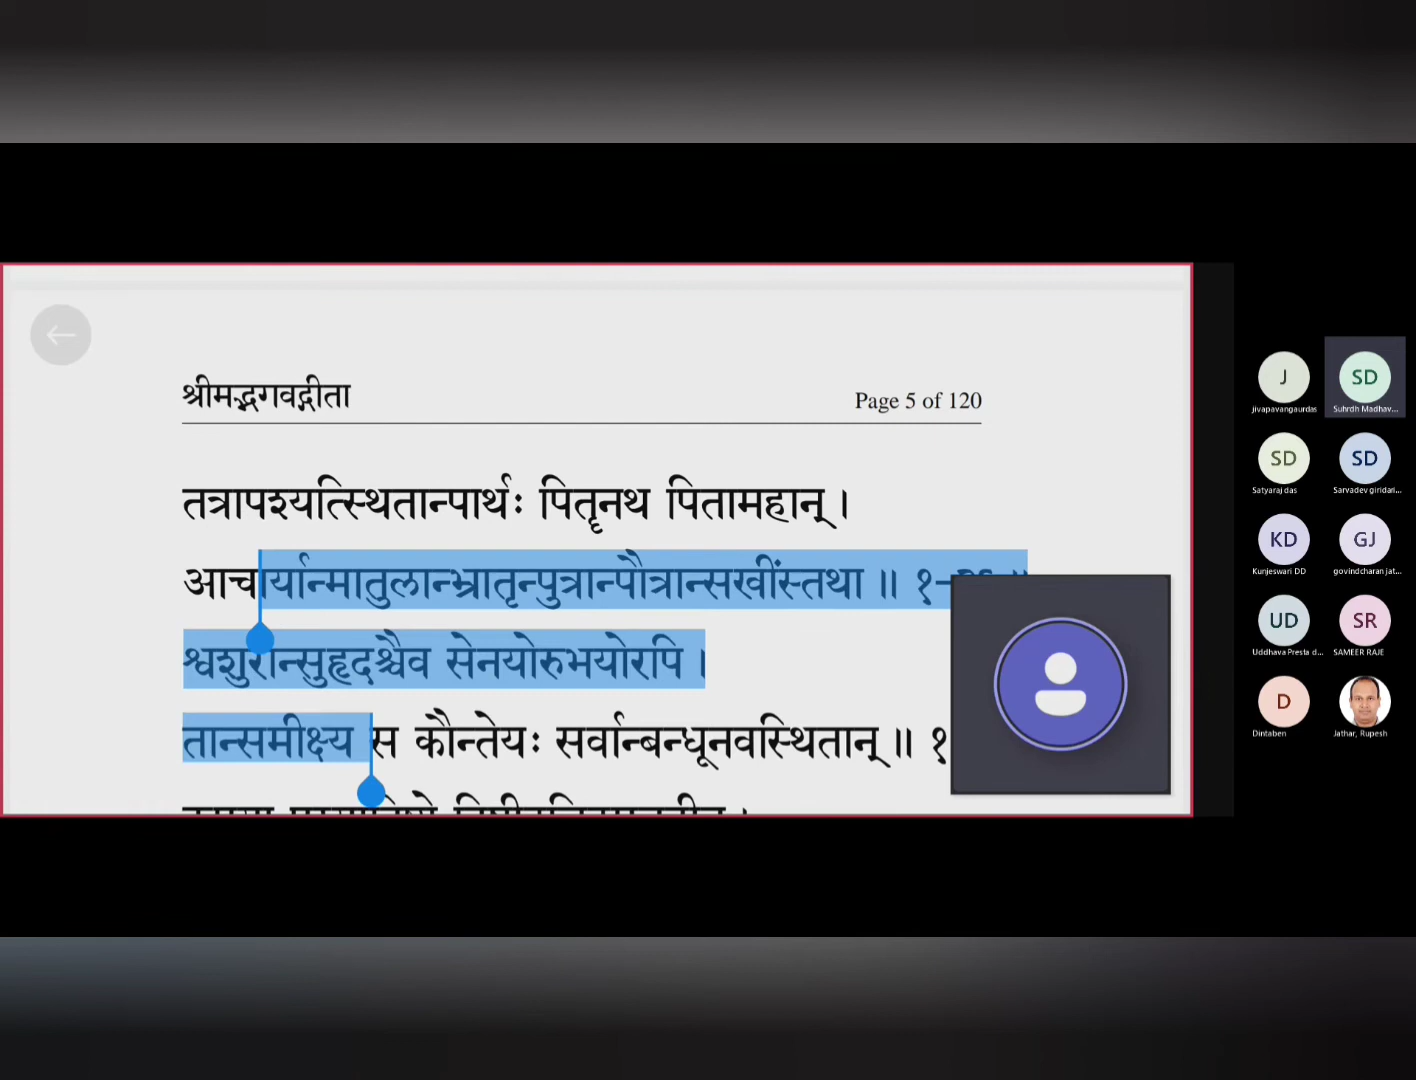 श्रीमद्भगवद्गीता
Page 5 of 120
तत्रापश्यत्स्थितान्पार्थः पितॄनथ पितामहान् ।
आचार्यान्मातुलान्भ्रातॄन्पुत्रान्पौत्रान्सखींस्तथा ॥ १-
श्वशुरान्सुहृदश्चैव सेनयोरुभयोरपि ।
तान्समीक्ष्य स कौन्तेयः सर्वान्बन्धूनवस्थितान् ॥ १
J
jivapavangaurdas
SD
Suhrdh Madhav...
SD
Satyaraj das
SD
Sarvadev giridari...
KD
Kunjeswari DD
GJ
govindcharan jat...
UD
Uddhava Presta d...
SR
SAMEER RAJE
D
Dintaben
Jathar, Rupesh